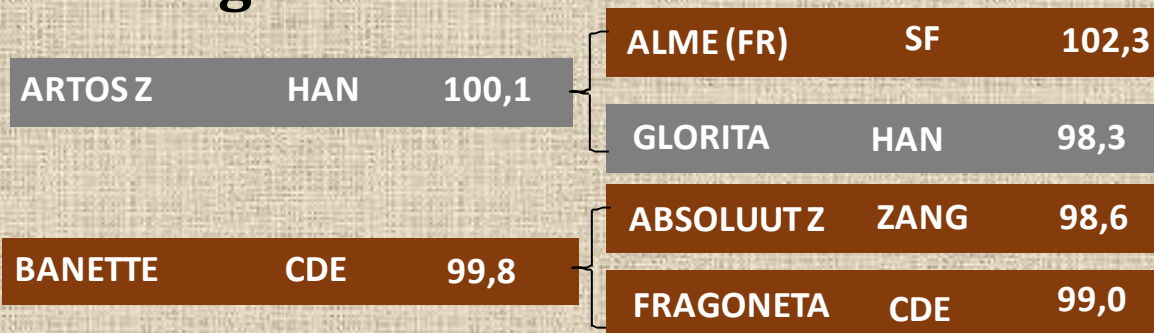 ALME (FR) SF 102,3
ARTOS Z HAN 100,1
GLORITA HAN 98,3
ABSOLUUT Z ZANG 98,6
BANETTE CDE 99,8
FRAGONETA CDE 99,0